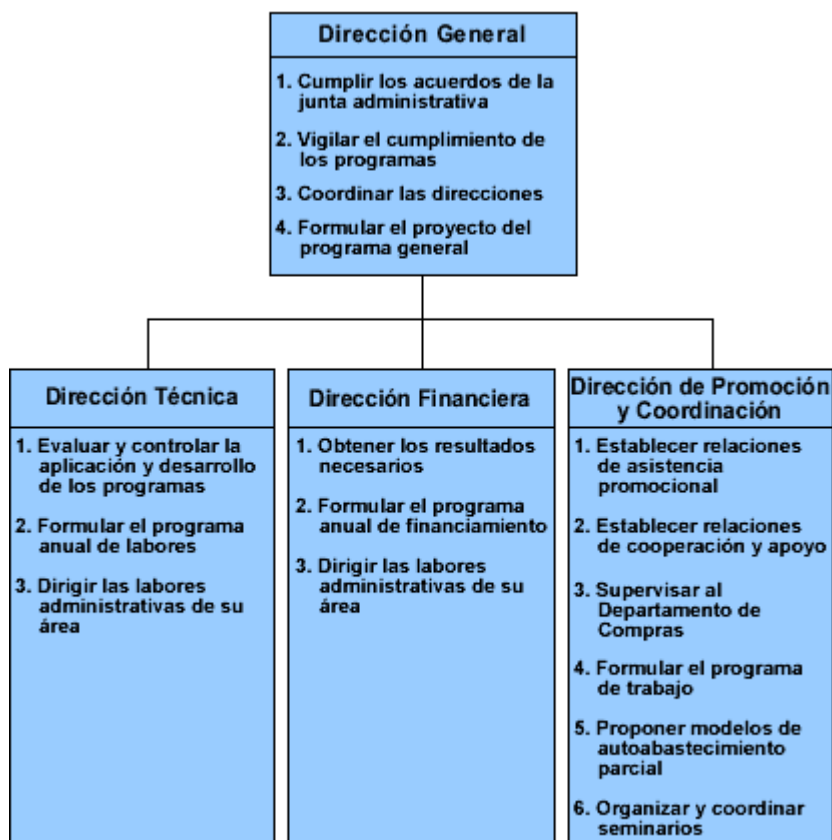 Dirección General
1. Cumplir los acuerdos de la
junta administrativa
2. Vigilar el cumplimiento de
los programas
3. Coordinar las direcciones
4. Formular el proyecto del
programa general
Dirección Técnica
1. Evaluar y controlar la
aplicación y desarrollo
de los programas
2. Formular el programa
anual de labores
3. Dirigir las labores
administrativas de su
área
Dirección Financiera
1. Obtener los resultados
necesarios
2. Formular el programa
anual de financiamiento
3. Dirigir las labores
administrativas de su
área
Dirección de Promoción
y Coordinación
1. Establecer relaciones
de asistencia
promocional
2. Establecer relaciones
de cooperación y apoyo
3. Supervisar al
Departamento de
Compras
4. Formular el programa
de trabajo
5. Proponer modelos de
autoabastecimiento
parcial
6. Organizar y coordinar
seminarios